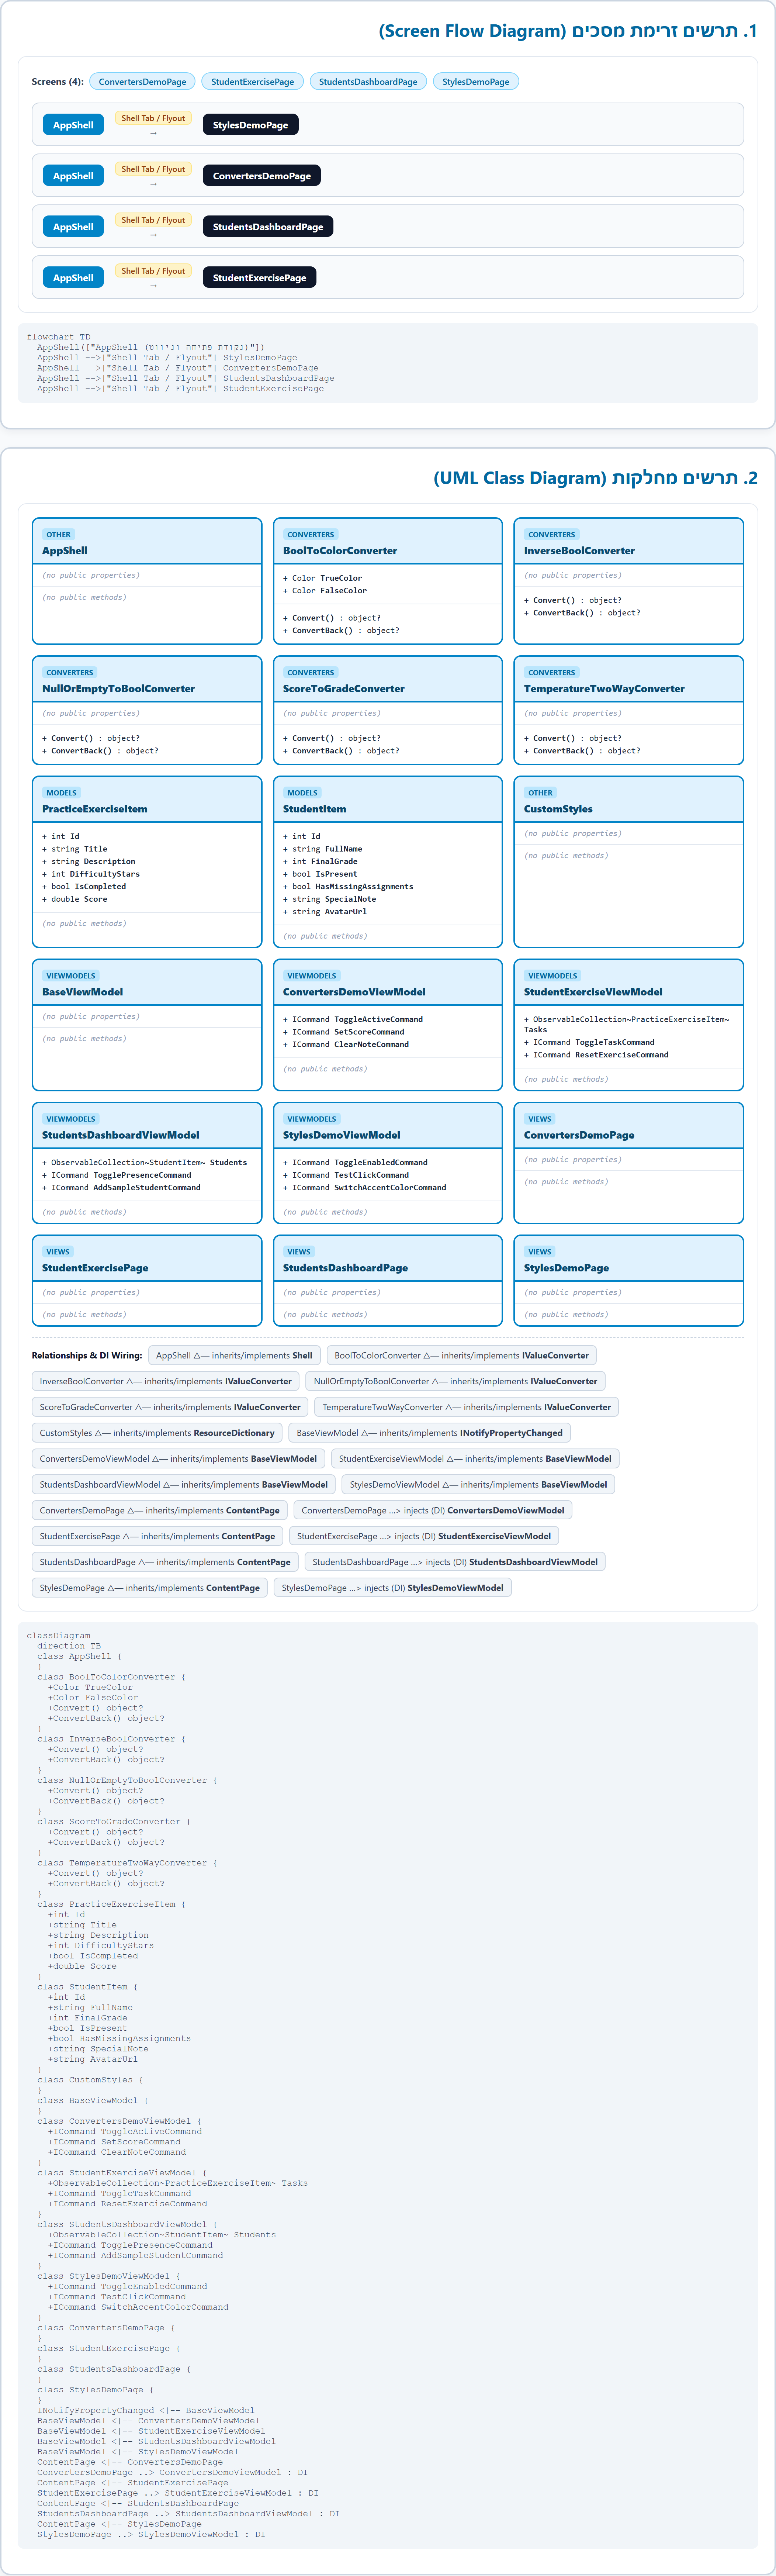 1. תרשים זרימת מסכים (Screen Flow Diagram)
Screens (4): ConvertersDemoPage StudentExercisePage StudentsDashboardPage StylesDemoPage
AppShell Shell Tab / Flyout → StylesDemoPage
AppShell Shell Tab / Flyout → ConvertersDemoPage
AppShell Shell Tab / Flyout → StudentsDashboardPage
AppShell Shell Tab / Flyout → StudentExercisePage
flowchart TD
AppShell(["AppShell (נקודת פתיחה וניווט)"])
AppShell -->|"Shell Tab / Flyout"| StylesDemoPage
AppShell -->|"Shell Tab / Flyout"| ConvertersDemoPage
AppShell -->|"Shell Tab / Flyout"| StudentsDashboardPage
AppShell -->|"Shell Tab / Flyout"| StudentExercisePage
2. תרשים מחלקות (UML Class Diagram)
OTHER
AppShell
(no public properties)
(no public methods)
CONVERTERS
BoolToColorConverter
+ Color TrueColor
+ Color FalseColor
+ Convert() : object?
+ ConvertBack() : object?
CONVERTERS
InverseBoolConverter
(no public properties)
+ Convert() : object?
+ ConvertBack() : object?
CONVERTERS
NullOrEmptyToBoolConverter
(no public properties)
+ Convert() : object?
+ ConvertBack() : object?
CONVERTERS
ScoreToGradeConverter
(no public properties)
+ Convert() : object?
+ ConvertBack() : object?
CONVERTERS
TemperatureTwoWayConverter
(no public properties)
+ Convert() : object?
+ ConvertBack() : object?
MODELS
PracticeExerciseItem
+ int Id
+ string Title
+ string Description
+ int DifficultyStars
+ bool IsCompleted
+ double Score
(no public methods)
MODELS
StudentItem
+ int Id
+ string FullName
+ int FinalGrade
+ bool IsPresent
+ bool HasMissingAssignments
+ string SpecialNote
+ string AvatarUrl
(no public methods)
OTHER
CustomStyles
(no public properties)
(no public methods)
VIEWMODELS
BaseViewModel
(no public properties)
(no public methods)
VIEWMODELS
ConvertersDemoViewModel
+ ICommand ToggleActiveCommand
+ ICommand SetScoreCommand
+ ICommand ClearNoteCommand
(no public methods)
VIEWMODELS
StudentExerciseViewModel
+ ObservableCollection~PracticeExerciseItem~
Tasks
+ ICommand ToggleTaskCommand
+ ICommand ResetExerciseCommand
(no public methods)
VIEWMODELS
StudentsDashboardViewModel
+ ObservableCollection~StudentItem~ Students
+ ICommand TogglePresenceCommand
+ ICommand AddSampleStudentCommand
(no public methods)
VIEWMODELS
StylesDemoViewModel
+ ICommand ToggleEnabledCommand
+ ICommand TestClickCommand
+ ICommand SwitchAccentColorCommand
(no public methods)
VIEWS
ConvertersDemoPage
(no public properties)
(no public methods)
VIEWS
StudentExercisePage
(no public properties)
(no public methods)
VIEWS
StudentsDashboardPage
(no public properties)
(no public methods)
VIEWS
StylesDemoPage
(no public properties)
(no public methods)
Relationships & DI Wiring: AppShell △— inherits/implements Shell BoolToColorConverter △— inherits/implements IValueConverter
InverseBoolConverter △— inherits/implements IValueConverter NullOrEmptyToBoolConverter △— inherits/implements IValueConverter
ScoreToGradeConverter △— inherits/implements IValueConverter TemperatureTwoWayConverter △— inherits/implements IValueConverter
CustomStyles △— inherits/implements ResourceDictionary BaseViewModel △— inherits/implements INotifyPropertyChanged
ConvertersDemoViewModel △— inherits/implements BaseViewModel StudentExerciseViewModel △— inherits/implements BaseViewModel
StudentsDashboardViewModel △— inherits/implements BaseViewModel StylesDemoViewModel △— inherits/implements BaseViewModel
ConvertersDemoPage △— inherits/implements ContentPage ConvertersDemoPage ...> injects (DI) ConvertersDemoViewModel
StudentExercisePage △— inherits/implements ContentPage StudentExercisePage ...> injects (DI) StudentExerciseViewModel
StudentsDashboardPage △— inherits/implements ContentPage StudentsDashboardPage ...> injects (DI) StudentsDashboardViewModel
StylesDemoPage △— inherits/implements ContentPage StylesDemoPage ...> injects (DI) StylesDemoViewModel
classDiagram
direction TB
class AppShell {
}
class BoolToColorConverter {
+Color TrueColor
+Color FalseColor
+Convert() object?
+ConvertBack() object?
}
class InverseBoolConverter {
+Convert() object?
+ConvertBack() object?
}
class NullOrEmptyToBoolConverter {
+Convert() object?
+ConvertBack() object?
}
class ScoreToGradeConverter {
+Convert() object?
+ConvertBack() object?
}
class TemperatureTwoWayConverter {
+Convert() object?
+ConvertBack() object?
}
class PracticeExerciseItem {
+int Id
+string Title
+string Description
+int DifficultyStars
+bool IsCompleted
+double Score
}
class StudentItem {
+int Id
+string FullName
+int FinalGrade
+bool IsPresent
+bool HasMissingAssignments
+string SpecialNote
+string AvatarUrl
}
class CustomStyles {
}
class BaseViewModel {
}
class ConvertersDemoViewModel {
+ICommand ToggleActiveCommand
+ICommand SetScoreCommand
+ICommand ClearNoteCommand
}
class StudentExerciseViewModel {
+ObservableCollection~PracticeExerciseItem~ Tasks
+ICommand ToggleTaskCommand
+ICommand ResetExerciseCommand
}
class StudentsDashboardViewModel {
+ObservableCollection~StudentItem~ Students
+ICommand TogglePresenceCommand
+ICommand AddSampleStudentCommand
}
class StylesDemoViewModel {
+ICommand ToggleEnabledCommand
+ICommand TestClickCommand
+ICommand SwitchAccentColorCommand
}
class ConvertersDemoPage {
}
class StudentExercisePage {
}
class StudentsDashboardPage {
}
class StylesDemoPage {
}
INotifyPropertyChanged <|-- BaseViewModel
BaseViewModel <|-- ConvertersDemoViewModel
BaseViewModel <|-- StudentExerciseViewModel
BaseViewModel <|-- StudentsDashboardViewModel
BaseViewModel <|-- StylesDemoViewModel
ContentPage <|-- ConvertersDemoPage
ConvertersDemoPage ..> ConvertersDemoViewModel : DI
ContentPage <|-- StudentExercisePage
StudentExercisePage ..> StudentExerciseViewModel : DI
ContentPage <|-- StudentsDashboardPage
StudentsDashboardPage ..> StudentsDashboardViewModel : DI
ContentPage <|-- StylesDemoPage
StylesDemoPage ..> StylesDemoViewModel : DI